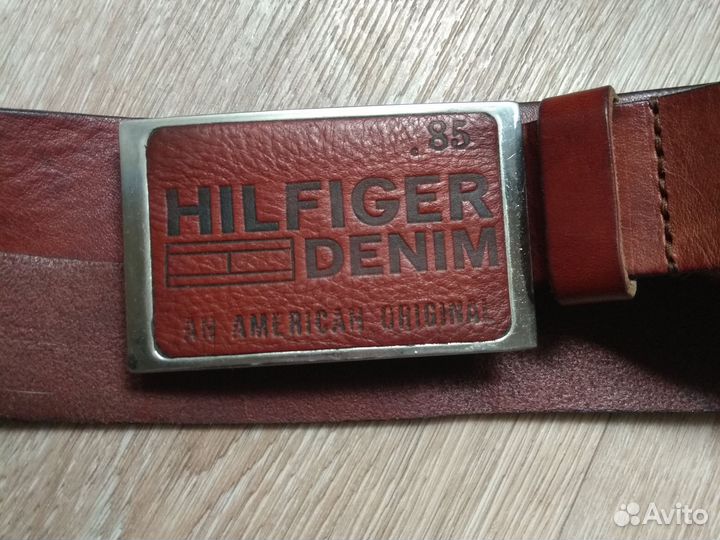 .85
HILFIGER
DENIM
AN AMERICAN ORIGINAL
Avito